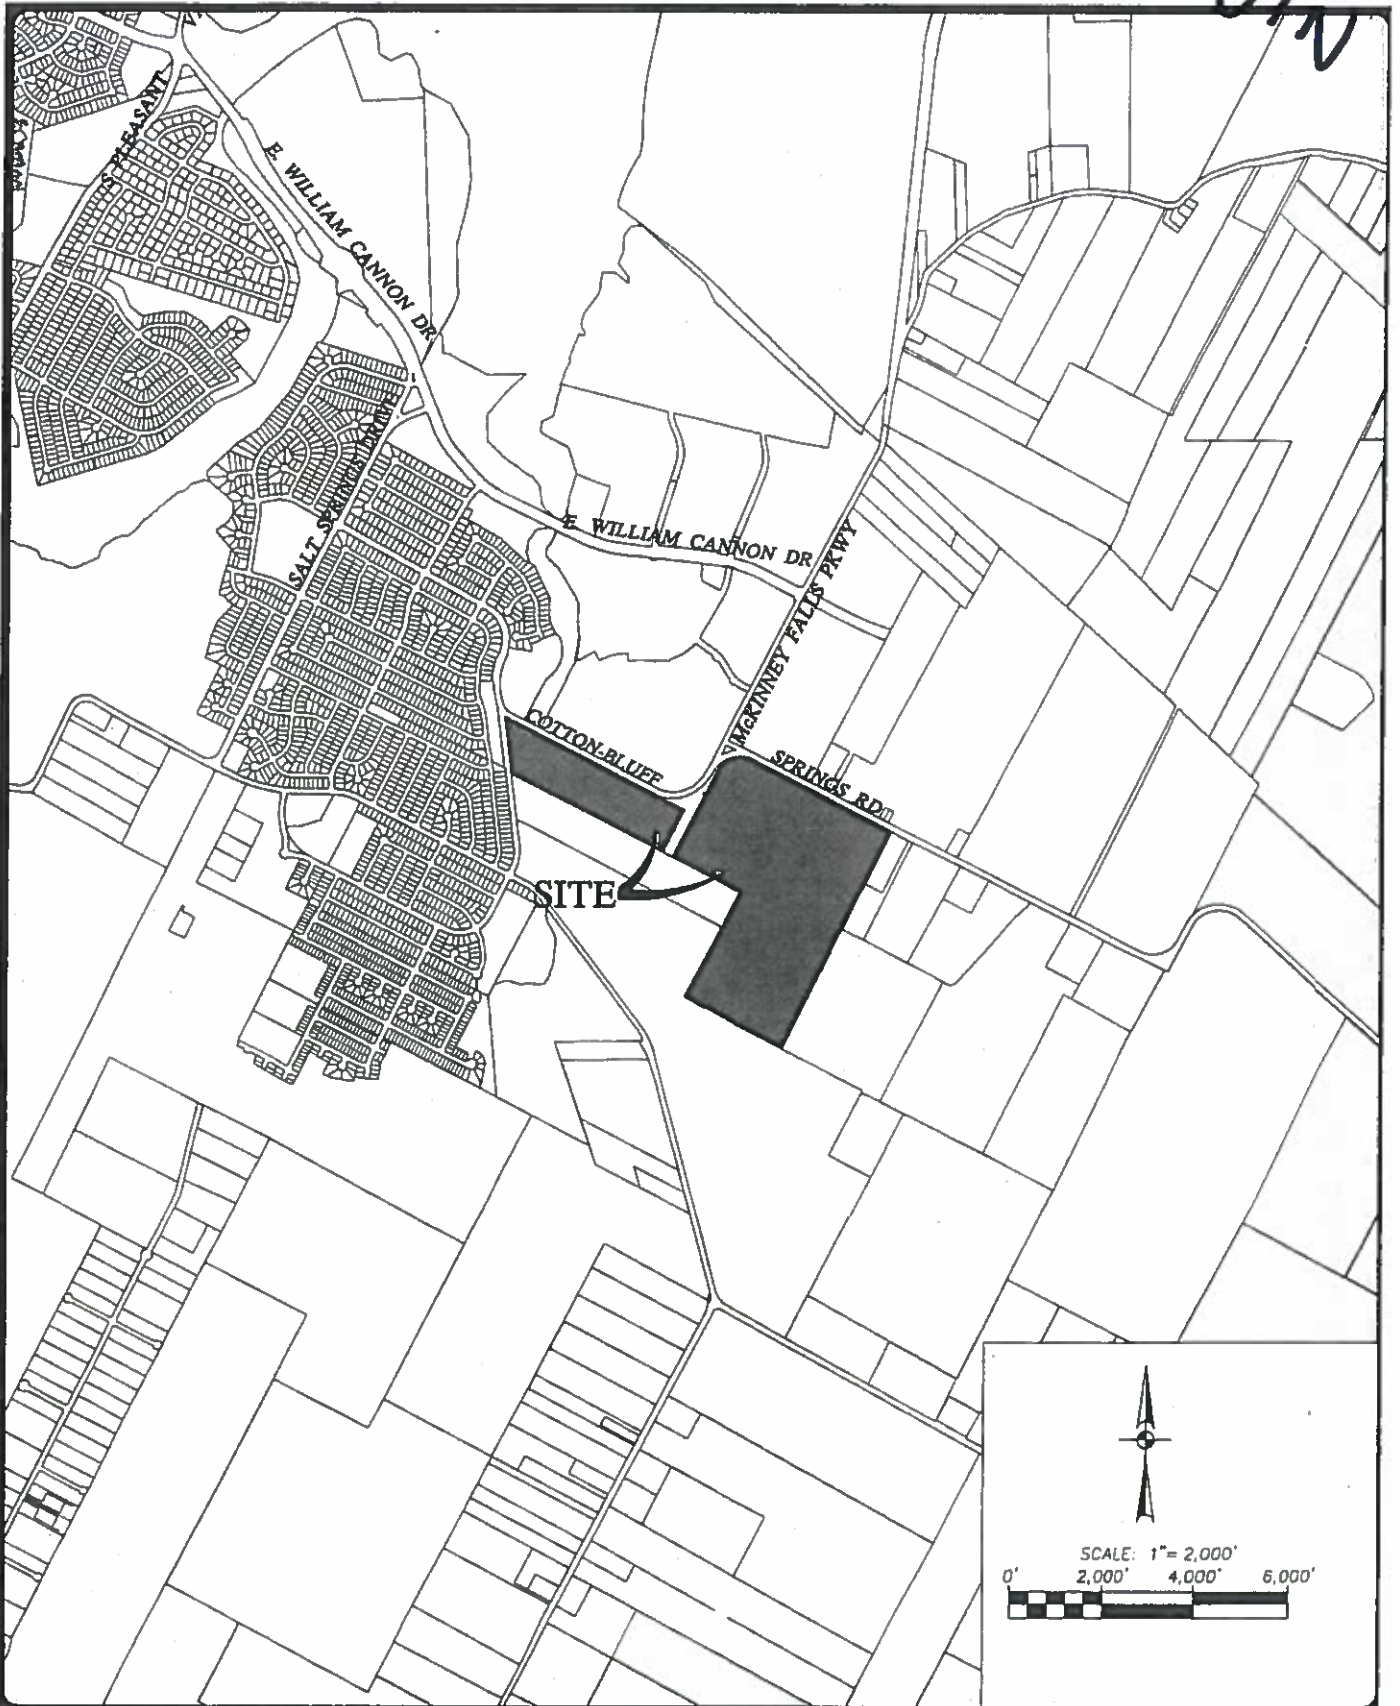 S. PLEASANT
E. WILLIAM CANNON DR
SALT SPRINGS DRIVE
E. WILLIAM CANNON DR
McKINNEY FALLS PKWY
COTTON-BLUFF
SPRINGS RD
SITE
SCALE: 1"= 2,000'
0' 2,000' 4,000' 6,000'